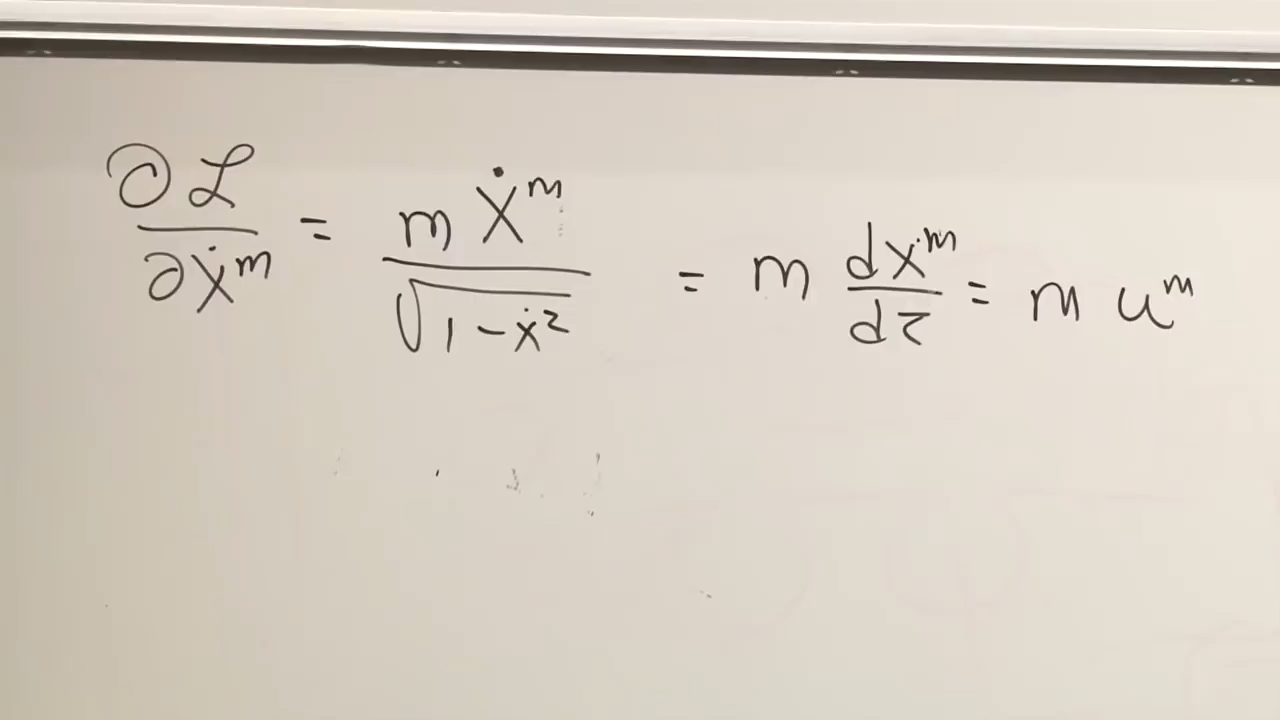 ∂ℒ/∂Ẋᵐ = m Ẋᵐ/√(1 − ẋ²) = m dXᵐ/dτ = m uᵐ